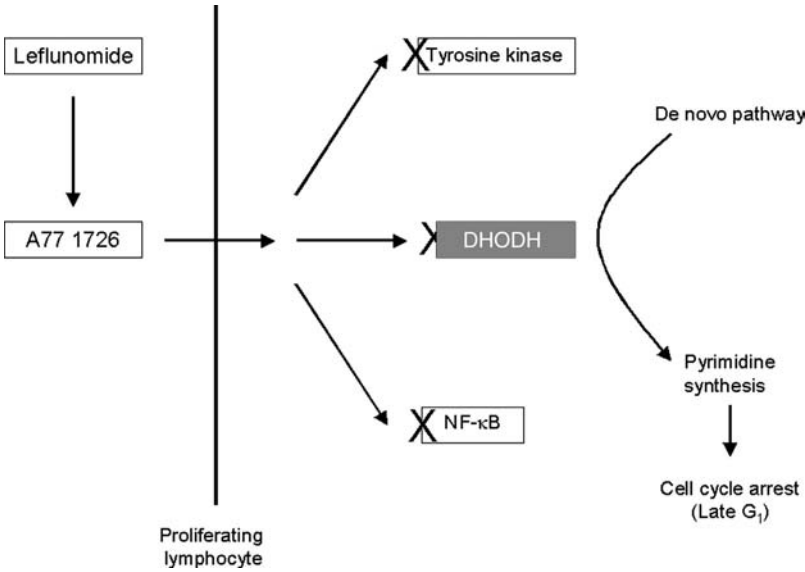 Leflunomide
Tyrosine kinase
De novo pathway
A77 1726
DHODH
Pyrimidine
synthesis
NF-κB
Cell cycle arrest
(Late G₁)
Proliferating
lymphocyte